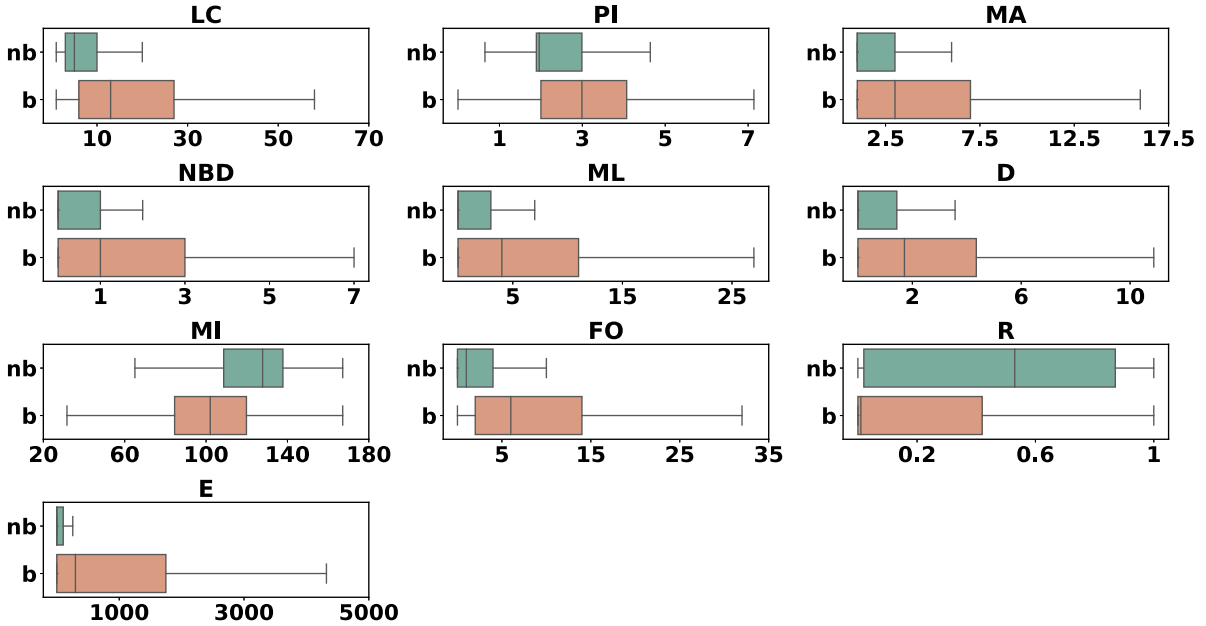 LC PI MA
nb nb nb
b b b
10 30 50 70 1 3 5 7 2.5 7.5 12.5 17.5
NBD ML D
nb nb nb
b b b
1 3 5 7 5 15 25 2 6 10
MI FO R
nb nb nb
b b b
20 60 100 140 180 5 15 25 35 0.2 0.6 1
E
nb
b
1000 3000 5000